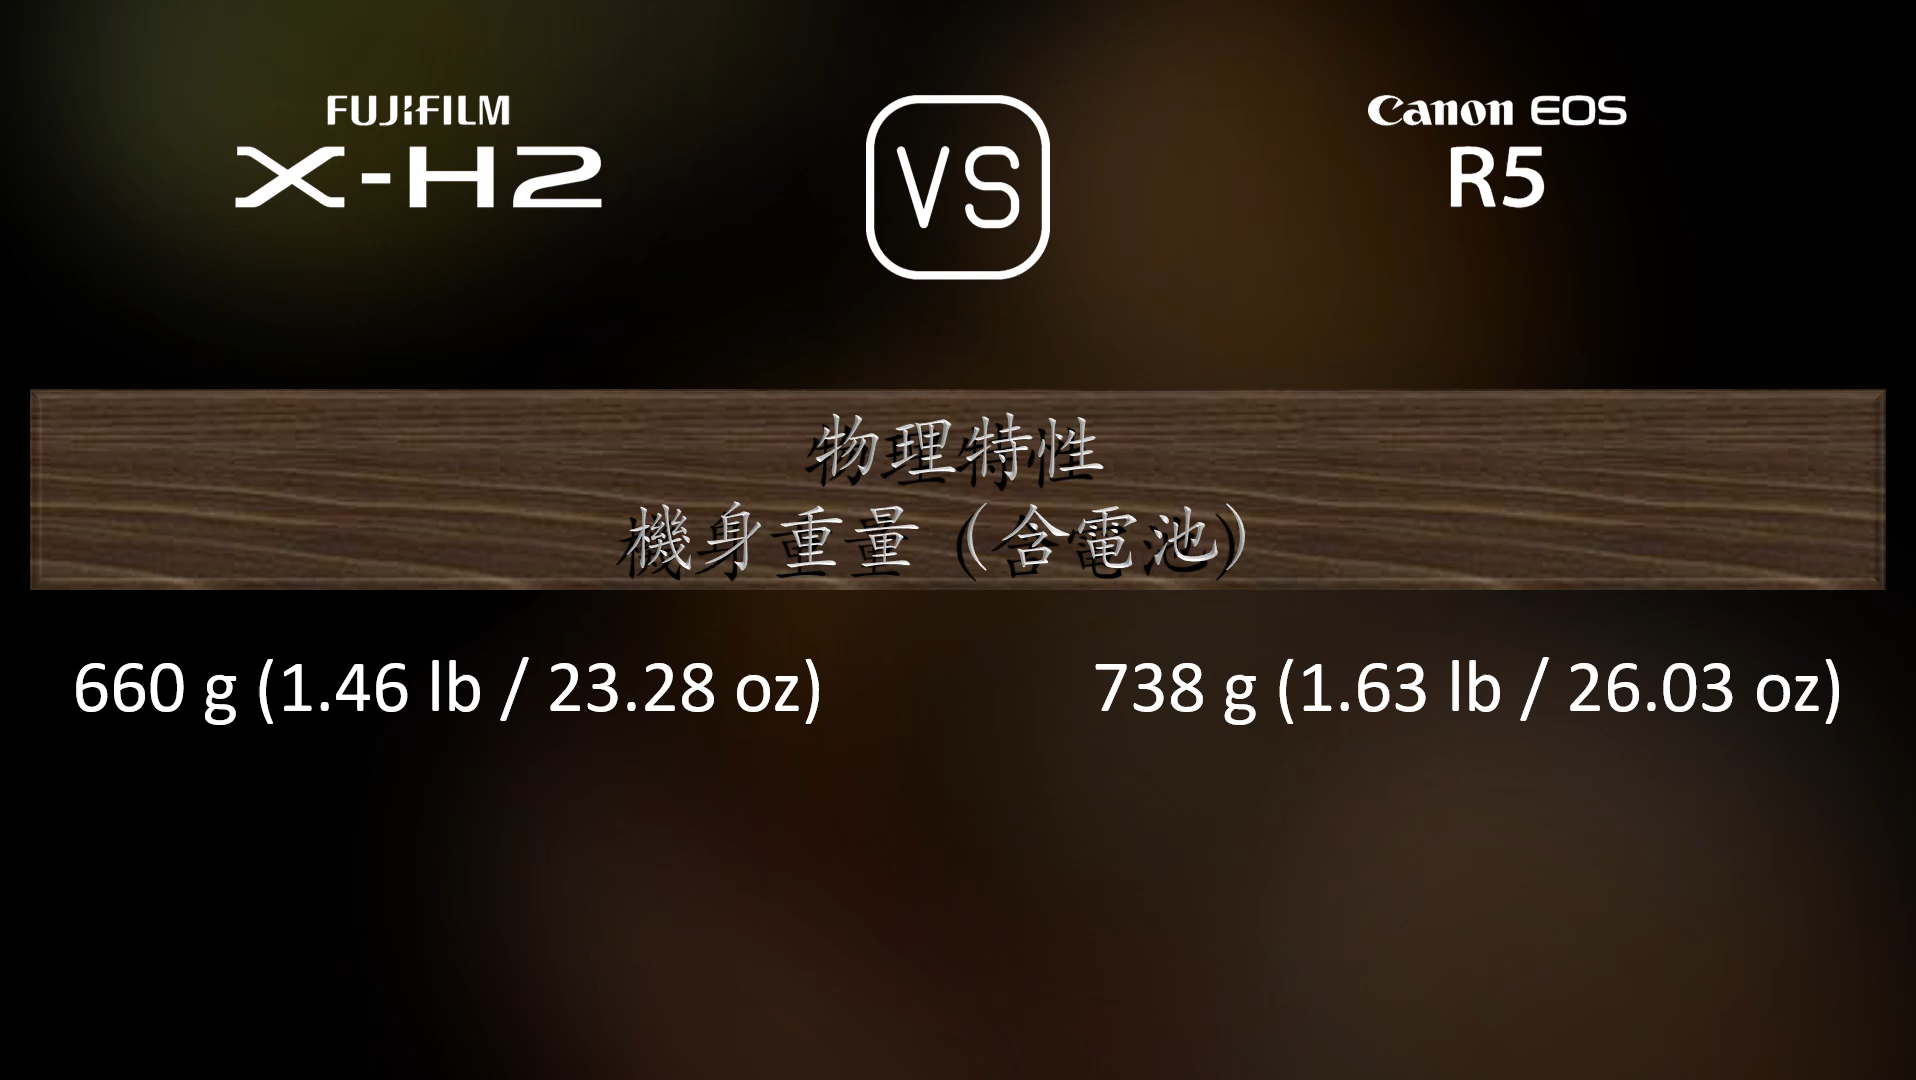 FUJIFILM
X-H2
VS
Canon EOS
R5
物理特性
機身重量（含電池）
660 g (1.46 lb / 23.28 oz)
738 g (1.63 lb / 26.03 oz)